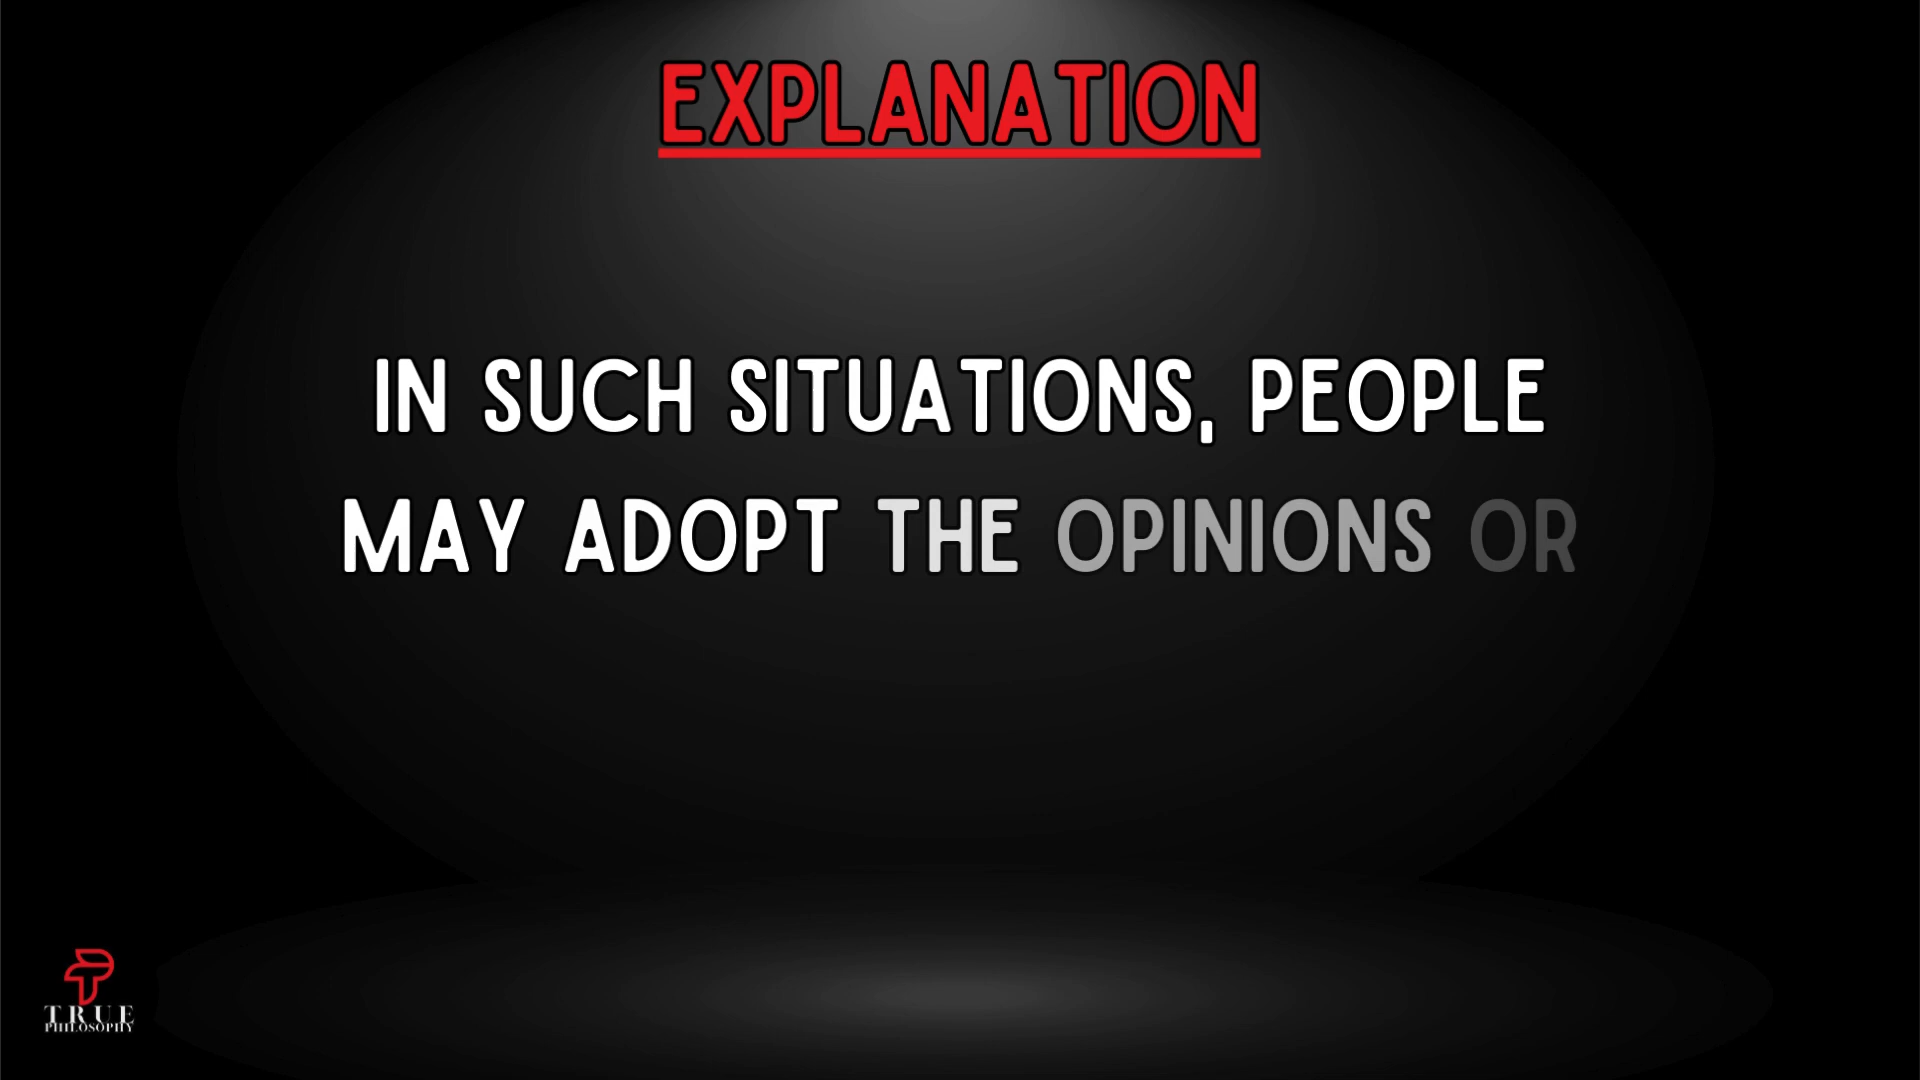 EXPLANATION
IN SUCH SITUATIONS, PEOPLE
MAY ADOPT THE OPINIONS OR
TRUE
PHILOSOPHY